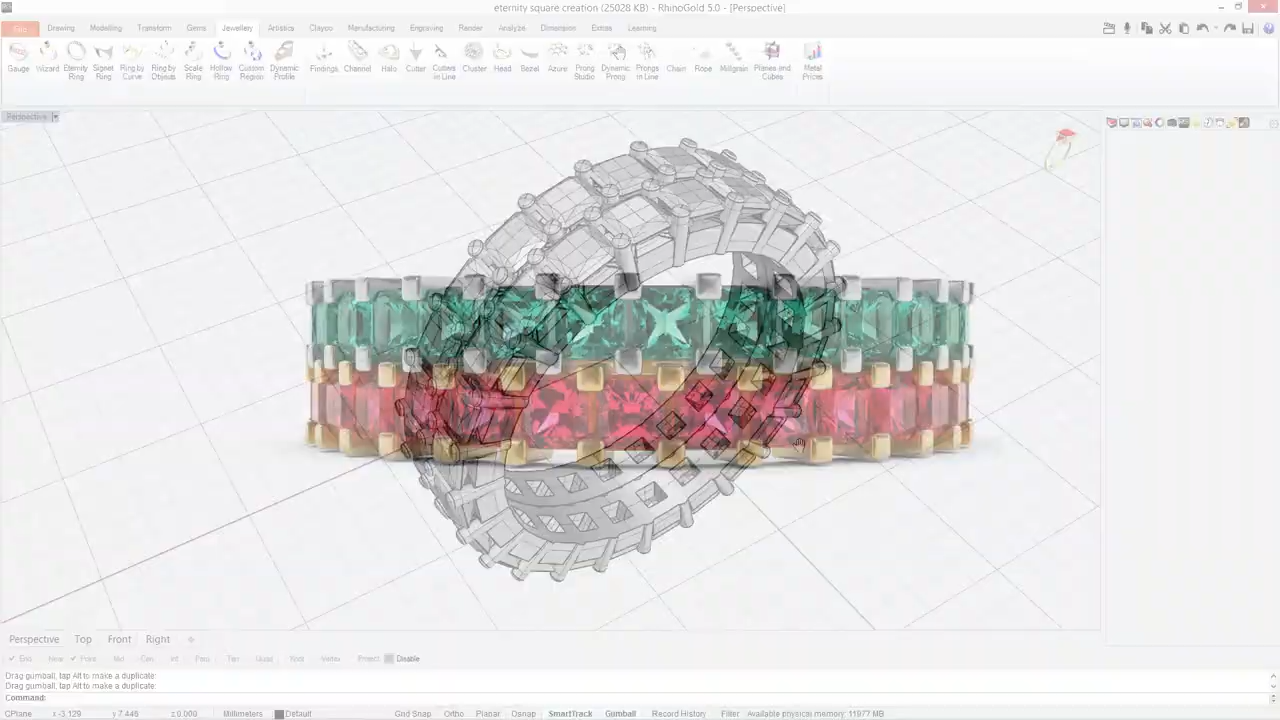 eternity square creation (25028 KB) - RhinoGold 5.0 - [Perspective]
File Drawing Modelling Transform Gems Jewellery Artistics Clayoo Manufacturing Engraving Render Analyze Dimension Extras Learning
Gauge Wizard Eternity Ring Signet Ring Ring by Curve Ring by Objects Scale Ring Hollow Ring Custom Region Dynamic Profile Findings Channel Halo Cutter Cutters in Line Cluster Head Bezel Azure Prong Studio Dynamic Prong Prongs in Line Chain Rope Millgrain Planes and Curbs Metal Prices
Perspective
Perspective Top Front Right
End Near Point Mid Cen Int Perp Tan Quad Knot Vertex Project Disable
Drag gumball, tap Alt to make a duplicate:
Drag gumball, tap Alt to make a duplicate:
Command:
CPlane x -3.129 y 7.446 z 0.000 Millimeters Default Grid Snap Ortho Planar Osnap SmartTrack Gumball Record History Filter Available physical memory: 11977 MB